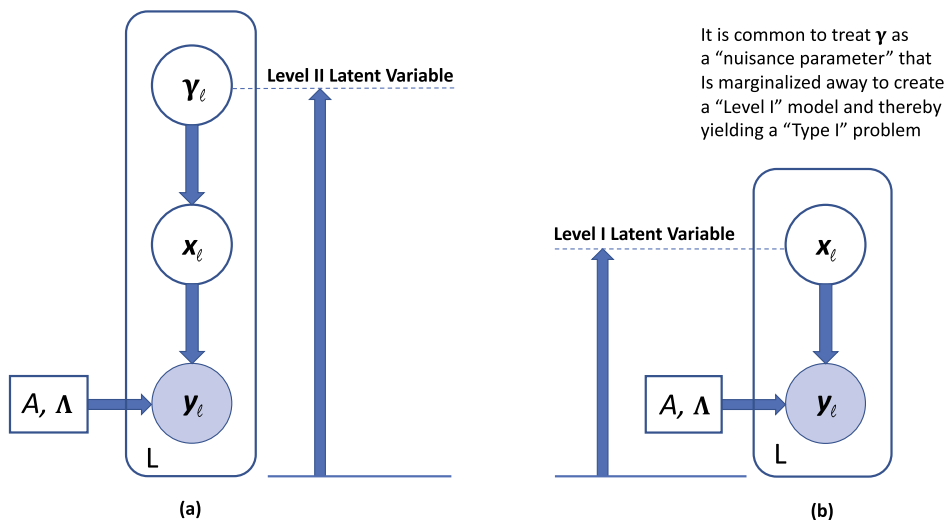 γℓ
Level II Latent Variable
xℓ
A, Λ
yℓ
L
(a)
It is common to treat γ as
a “nuisance parameter” that
Is marginalized away to create
a “Level I” model and thereby
yielding a “Type I” problem
Level I Latent Variable
xℓ
A, Λ
yℓ
L
(b)